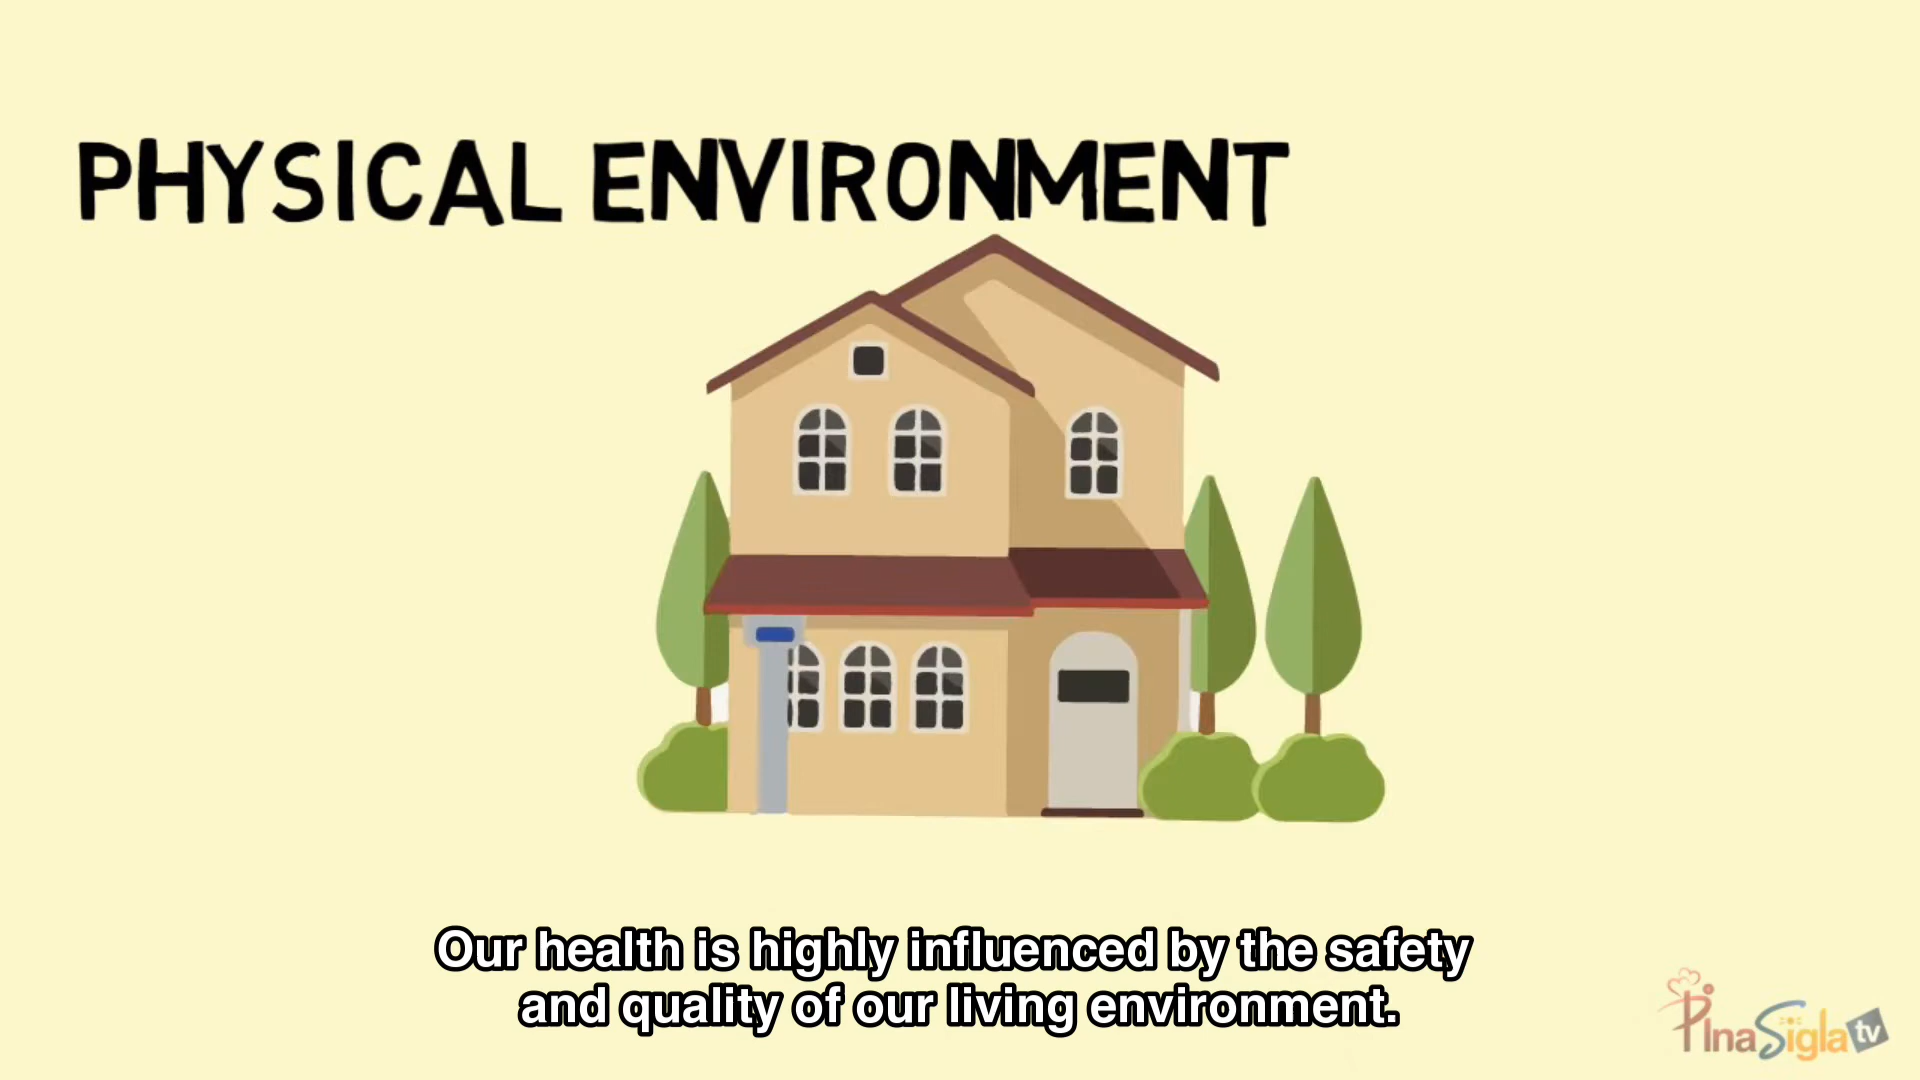 PHYSICAL ENVIRONMENT
Our health is highly influenced by the safety
and quality of our living environment.
PInaSigla tv